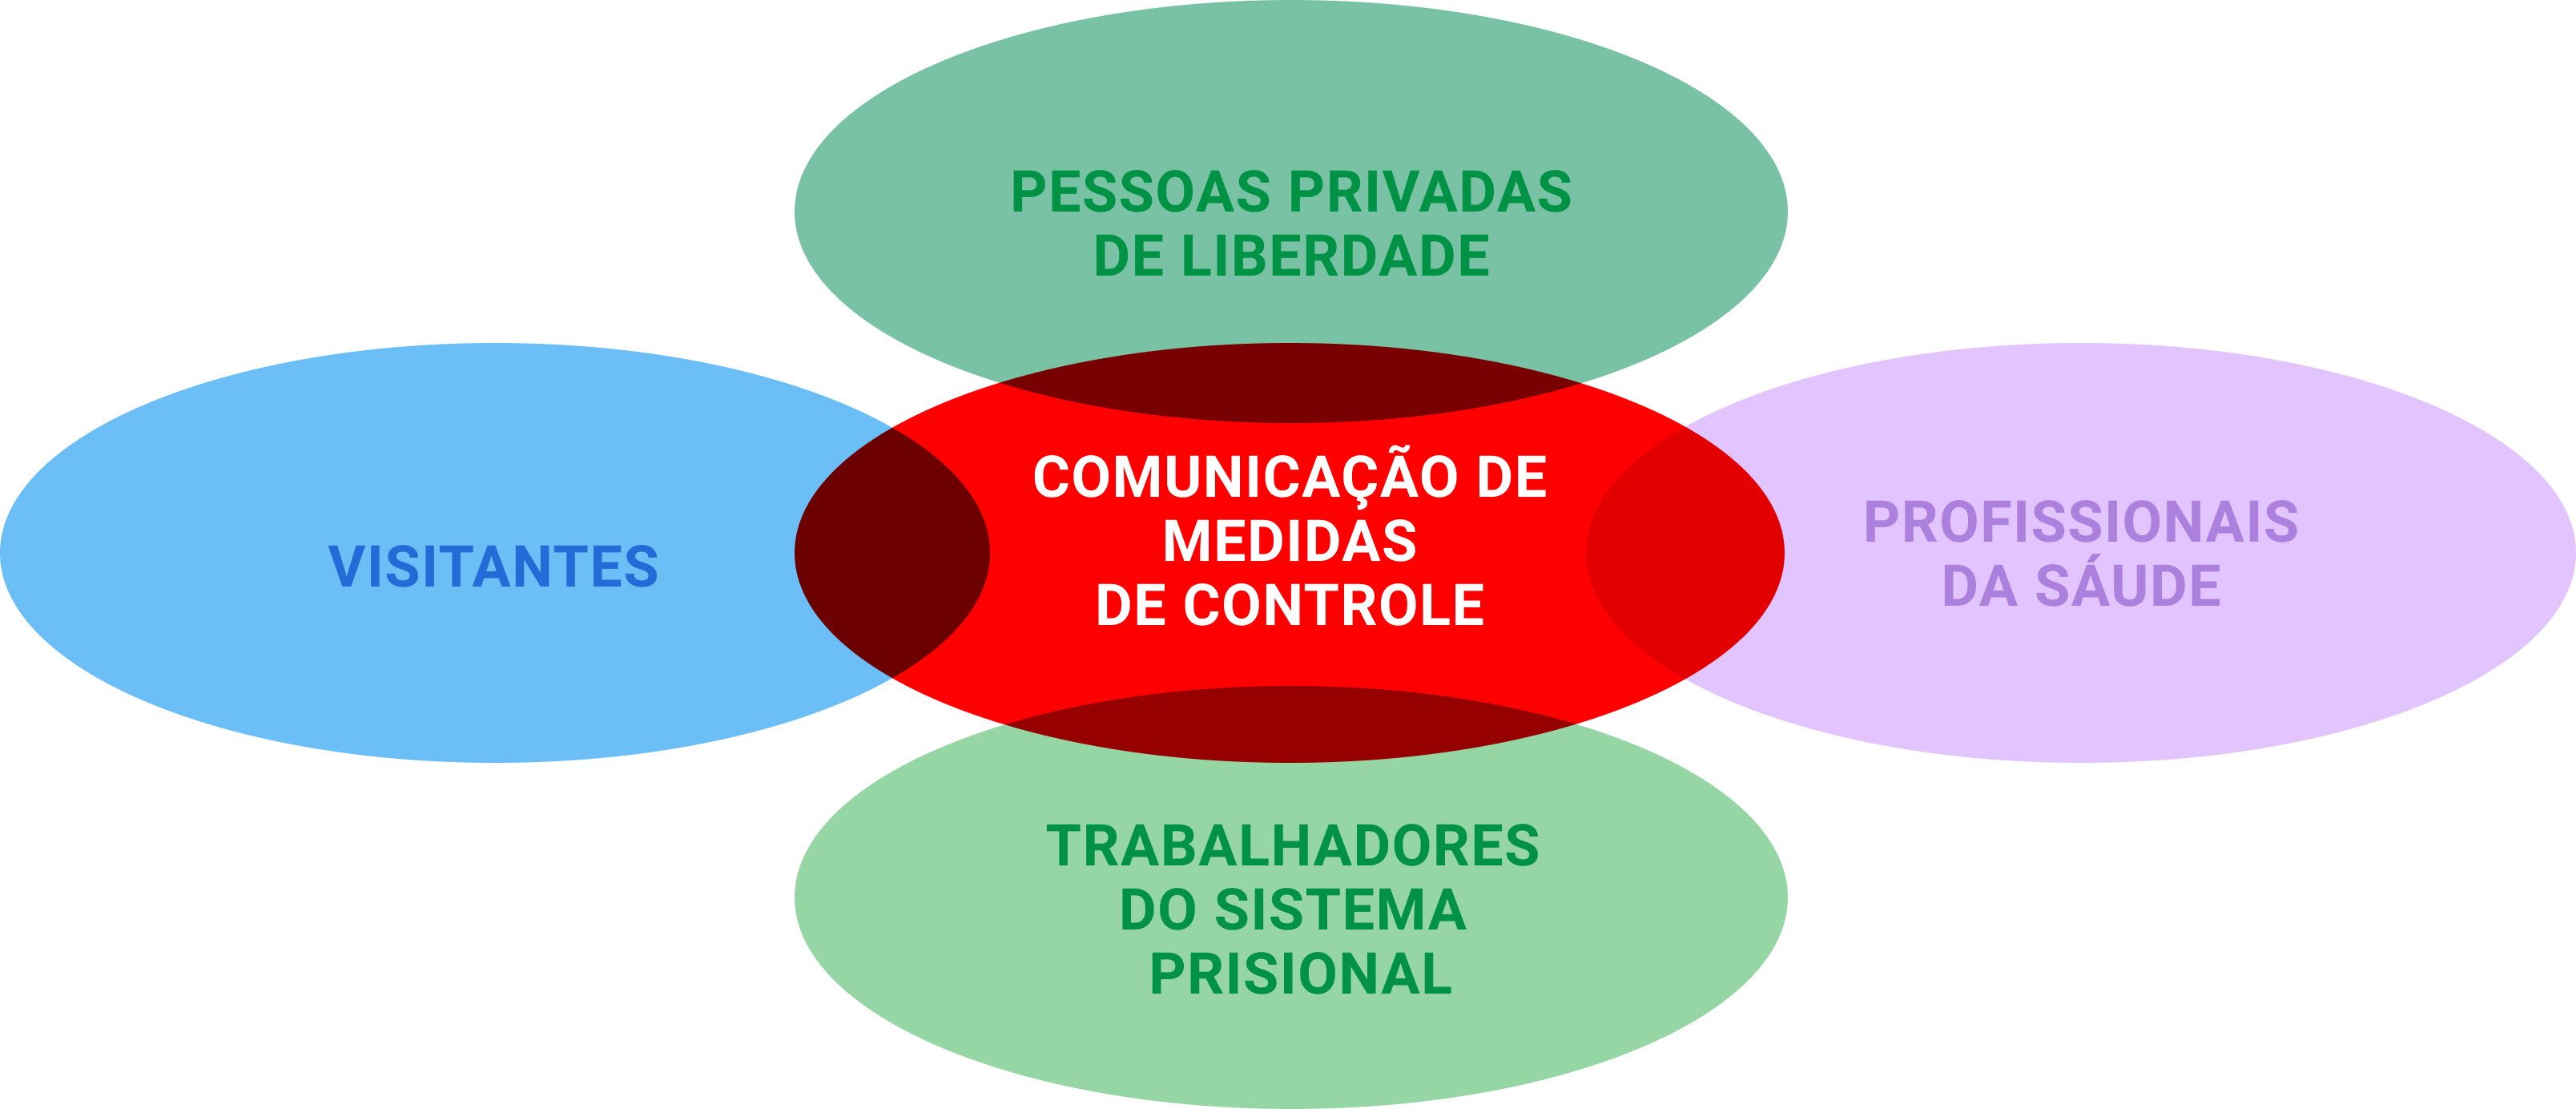 PESSOAS PRIVADAS
DE LIBERDADE
VISITANTES
COMUNICAÇÃO DE
MEDIDAS
DE CONTROLE
PROFISSIONAIS
DA SÁUDE
TRABALHADORES
DO SISTEMA
PRISIONAL